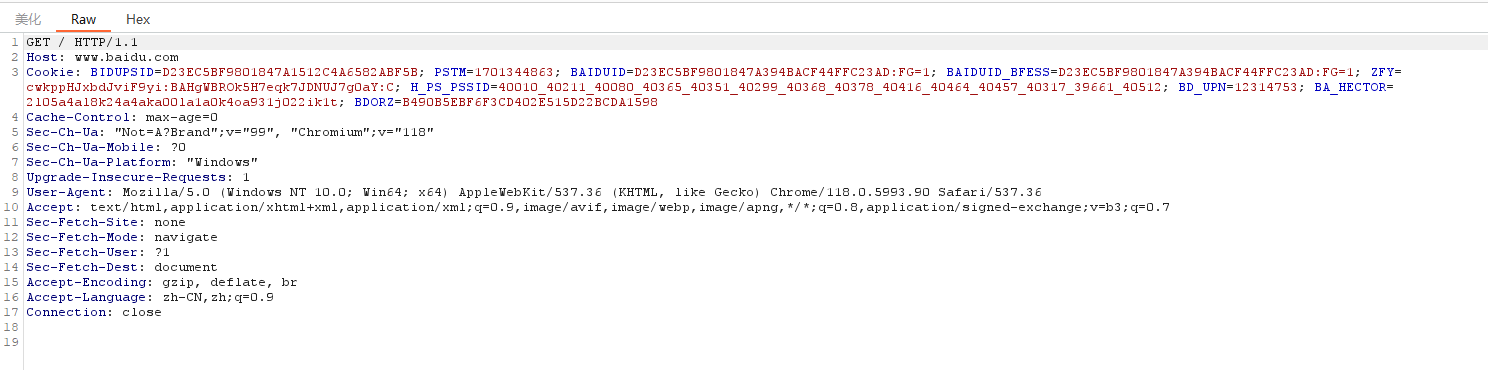 美化 Raw Hex
1 GET / HTTP/1.1
2 Host: www.baidu.com
3 Cookie: BIDUPSID=D23EC5BF9801847A1512C4A6582ABF5B; PSTM=1701344863; BAIDUID=D23EC5BF9801847A394BACF44FFC23AD:FG=1; BAIDUID_BFESS=D23EC5BF9801847A394BACF44FFC23AD:FG=1; ZFY=
cwkppHJxbdJviF9yi:BAHgWBROk5H7eqk7JDNUJ7g0aY:C; H_PS_PSSID=40010_40211_40080_40365_40351_40299_40368_40378_40416_40464_40457_40317_39661_40512; BD_UPN=12314753; BA_HECTOR=
2l05a4al8k24a4aka00la1a0k4oa931j022ik1t; BDORZ=B490B5EBF6F3CD402E515D22BCDA1598
4 Cache-Control: max-age=0
5 Sec-Ch-Ua: "Not=A?Brand";v="99", "Chromium";v="118"
6 Sec-Ch-Ua-Mobile: ?0
7 Sec-Ch-Ua-Platform: "Windows"
8 Upgrade-Insecure-Requests: 1
9 User-Agent: Mozilla/5.0 (Windows NT 10.0; Win64; x64) AppleWebKit/537.36 (KHTML, like Gecko) Chrome/118.0.5993.90 Safari/537.36
10 Accept: text/html,application/xhtml+xml,application/xml;q=0.9,image/avif,image/webp,image/apng,*/*;q=0.8,application/signed-exchange;v=b3;q=0.7
11 Sec-Fetch-Site: none
12 Sec-Fetch-Mode: navigate
13 Sec-Fetch-User: ?1
14 Sec-Fetch-Dest: document
15 Accept-Encoding: gzip, deflate, br
16 Accept-Language: zh-CN,zh;q=0.9
17 Connection: close
18
19